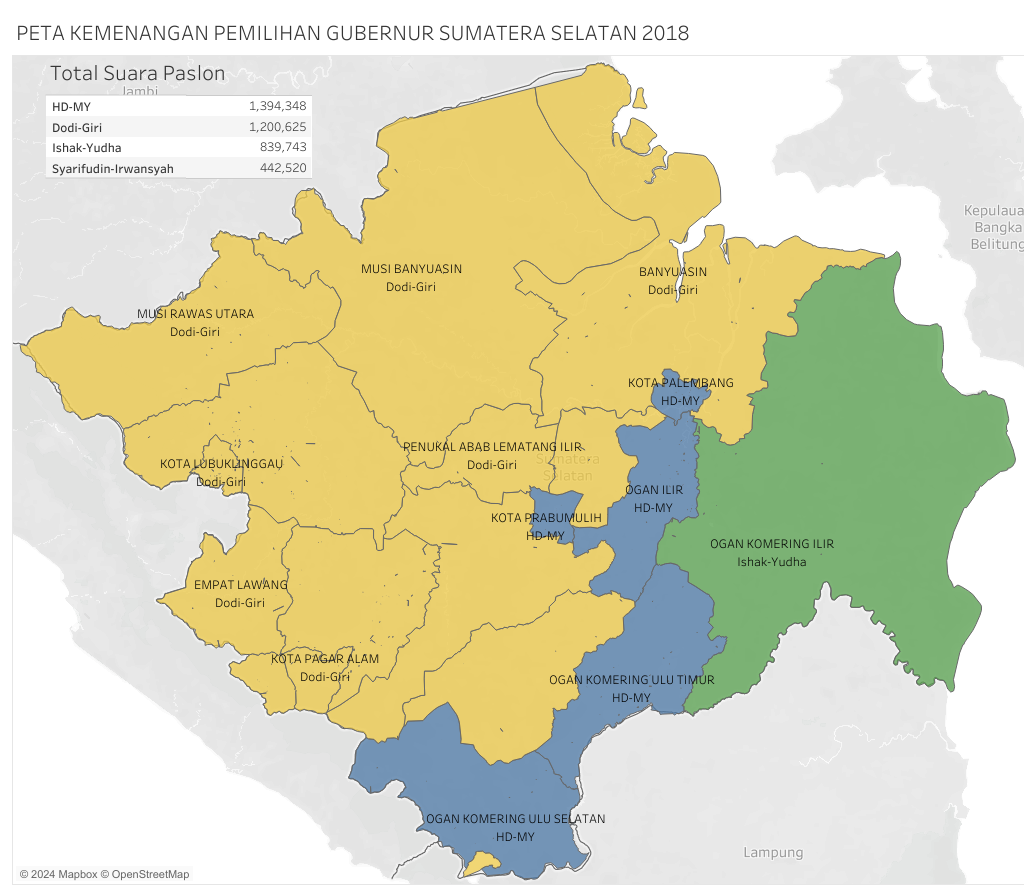 PETA KEMENANGAN PEMILIHAN GUBERNUR SUMATERA SELATAN 2018
Total Suara Paslon
Jambi
HD-MY 1,394,348
Dodi-Giri 1,200,625
Ishak-Yudha 839,743
Syarifudin-Irwansyah 442,520
Kepulauan
Bangka
Belitung
MUSI BANYUASIN
Dodi-Giri
BANYUASIN
Dodi-Giri
MUSI RAWAS UTARA
Dodi-Giri
KOTA PALEMBANG
HD-MY
PENUKAL ABAB LEMATANG ILIR
Dodi-Giri
Sumatera
Selatan
KOTA LUBUKLINGGAU
Dodi-Giri
OGAN ILIR
HD-MY
KOTA PRABUMULIH
HD-MY
OGAN KOMERING ILIR
Ishak-Yudha
EMPAT LAWANG
Dodi-Giri
KOTA PAGAR ALAM
Dodi-Giri
OGAN KOMERING ULU TIMUR
HD-MY
OGAN KOMERING ULU SELATAN
HD-MY
Lampung
© 2024 Mapbox © OpenStreetMap